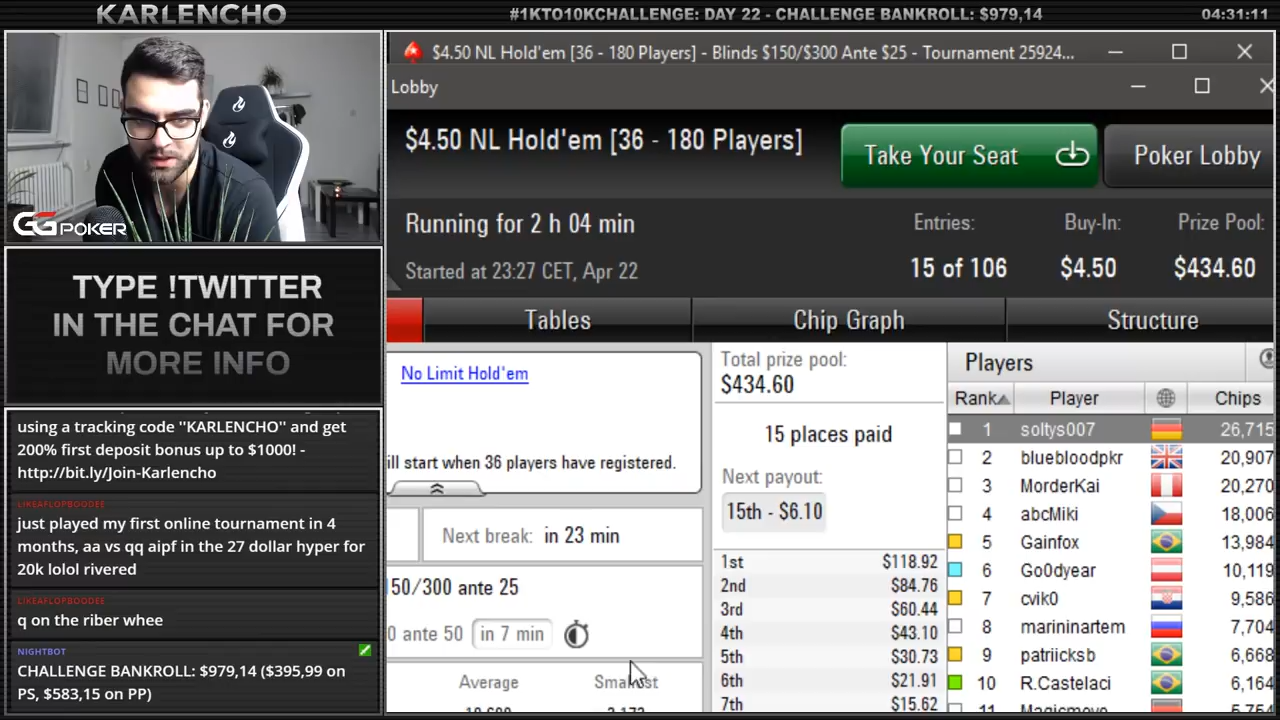 KARLENCHO
#1KTO10KCHALLENGE: DAY 22 - CHALLENGE BANKROLL: $979,14
04:31:11
GG POKER
TYPE !TWITTER
IN THE CHAT FOR
MORE INFO
using a tracking code ''KARLENCHO'' and get
200% first deposit bonus up to $1000! -
http://bit.ly/Join-Karlencho
LIKEAFLOPBOODEE
just played my first online tournament in 4
months, aa vs qq aipf in the 27 dollar hyper for
20k lolol rivered
LIKEAFLOPBOODEE
q on the riber whee
NIGHTBOT
CHALLENGE BANKROLL: $979,14 ($395,99 on
PS, $583,15 on PP)
$4.50 NL Hold'em [36 - 180 Players] - Blinds $150/$300 Ante $25 - Tournament 25924...
Lobby
$4.50 NL Hold'em [36 - 180 Players]
Take Your Seat
Poker Lobby
Running for 2 h 04 min
Started at 23:27 CET, Apr 22
Entries:
15 of 106
Buy-In:
$4.50
Prize Pool:
$434.60
Tables
Chip Graph
Structure
No Limit Hold'em
ill start when 36 players have registered.
Next break: in 23 min
150/300 ante 25
0 ante 50
in 7 min
Average
Smallest
Total prize pool:
$434.60
15 places paid
Next payout:
15th - $6.10
1st $118.92
2nd $84.76
3rd $60.44
4th $43.10
5th $30.73
6th $21.91
7th $15.62
Players
Rank Player Chips
1 soltys007 26,715
2 bluebloodpkr 20,907
3 MorderKai 20,270
4 abcMiki 18,006
5 Gainfox 13,984
6 Go0dyear 10,119
7 cvik0 9,586
8 marininartem 7,704
9 patriicksb 6,668
10 R.Castelaci 6,164
11